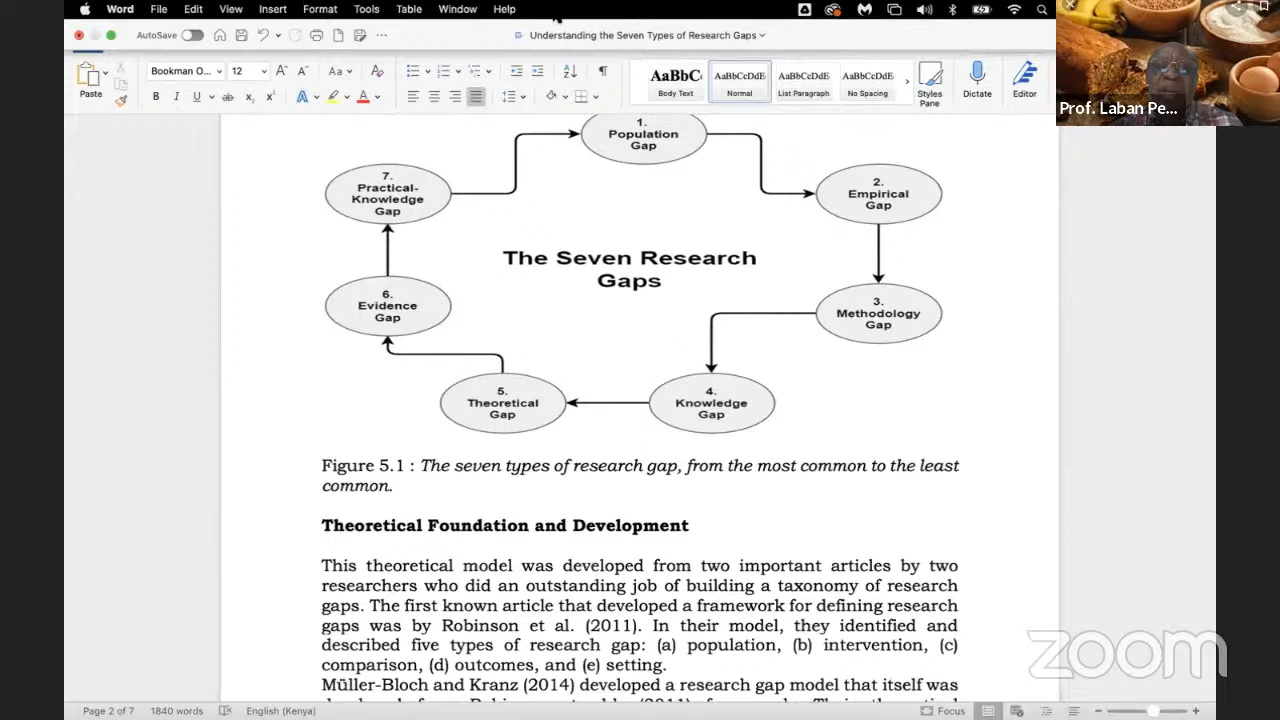 Word File Edit View Insert Format Tools Table Window Help
AutoSave
Understanding the Seven Types of Research Gaps
Paste
Bookman O...
12
Aa
B I U ab x₂ x²
AaBbC
Body Text
AaBbCcDdE
Normal
AaBbCcDdE
List Paragraph
AaBbCcDdE
No Spacing
Styles
Pane
Dictate
Editor
Prof. Laban Pe...
1.
Population
Gap
2.
Empirical
Gap
3.
Methodology
Gap
4.
Knowledge
Gap
5.
Theoretical
Gap
6.
Evidence
Gap
7.
Practical-
Knowledge
Gap
The Seven Research
Gaps
Figure 5.1 : The seven types of research gap, from the most common to the least
common.
Theoretical Foundation and Development
This theoretical model was developed from two important articles by two
researchers who did an outstanding job of building a taxonomy of research
gaps. The first known article that developed a framework for defining research
gaps was by Robinson et al. (2011). In their model, they identified and
described five types of research gap: (a) population, (b) intervention, (c)
comparison, (d) outcomes, and (e) setting.
Müller-Bloch and Kranz (2014) developed a research gap model that itself was
zoom
Page 2 of 7 1840 words English (Kenya) Focus